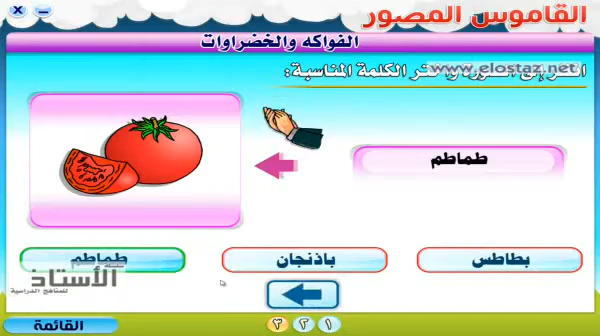 القاموس المصور
الفواكه والخضراوات
www.elostaz.net
انظر إلى الصورة واختر الكلمة المناسبة:
طماطم
بطاطس
باذنجان
طماطم
سلسلة
الأستاذ
للمناهج الدراسية
القائمة
١ ٢ ٣